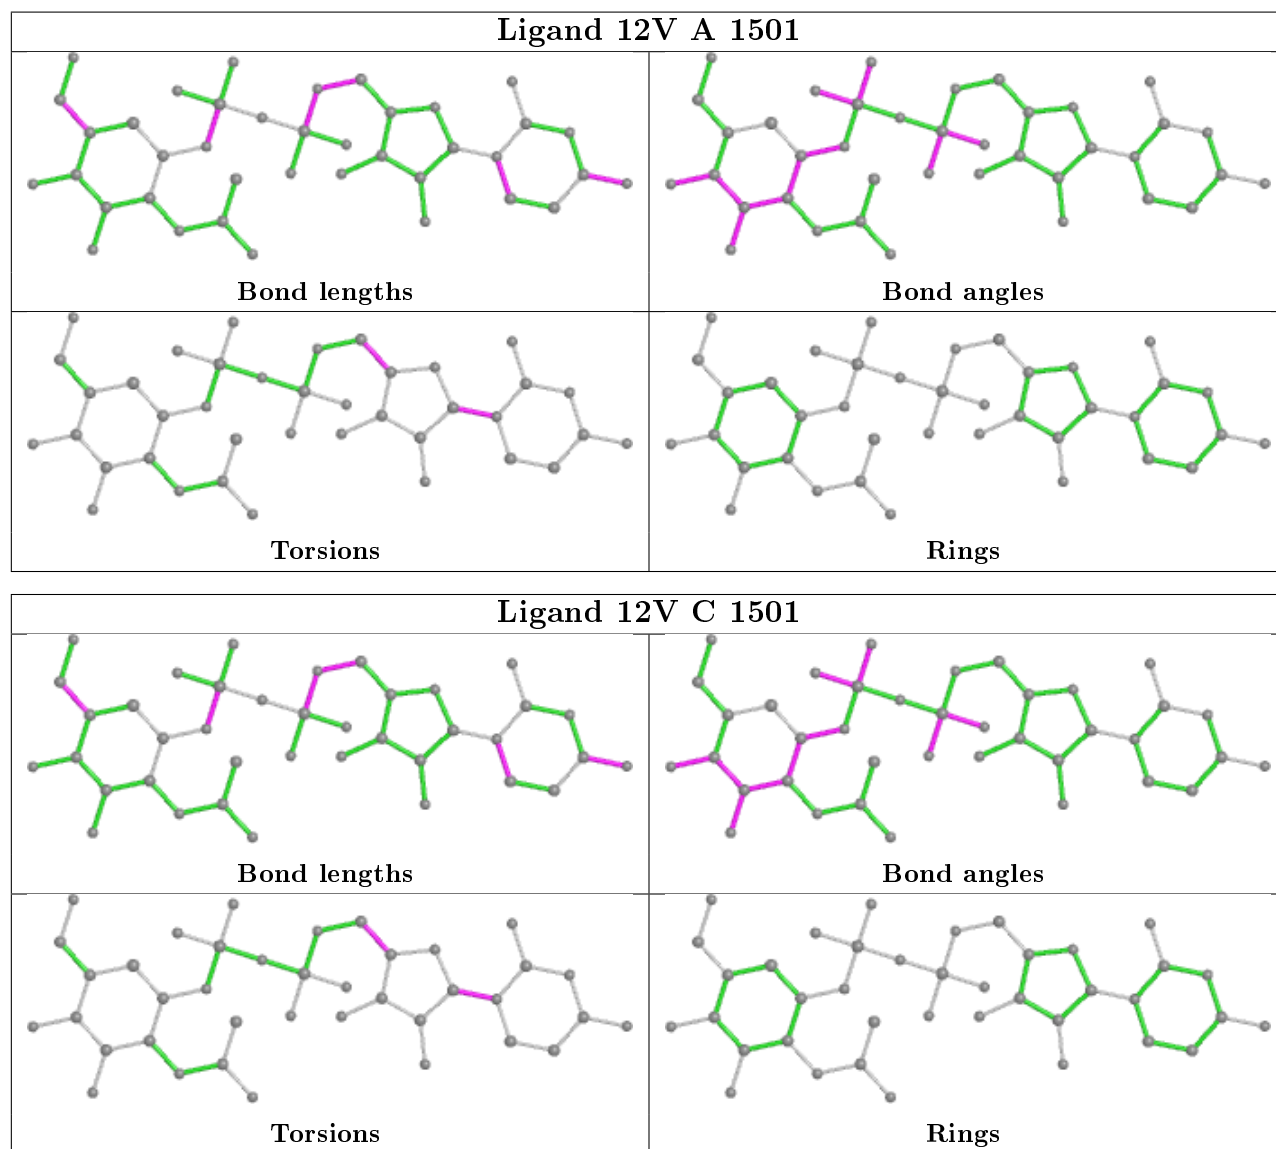 Ligand 12V A 1501
Bond lengths
Bond angles
Torsions
Rings
Ligand 12V C 1501
Bond lengths
Bond angles
Torsions
Rings